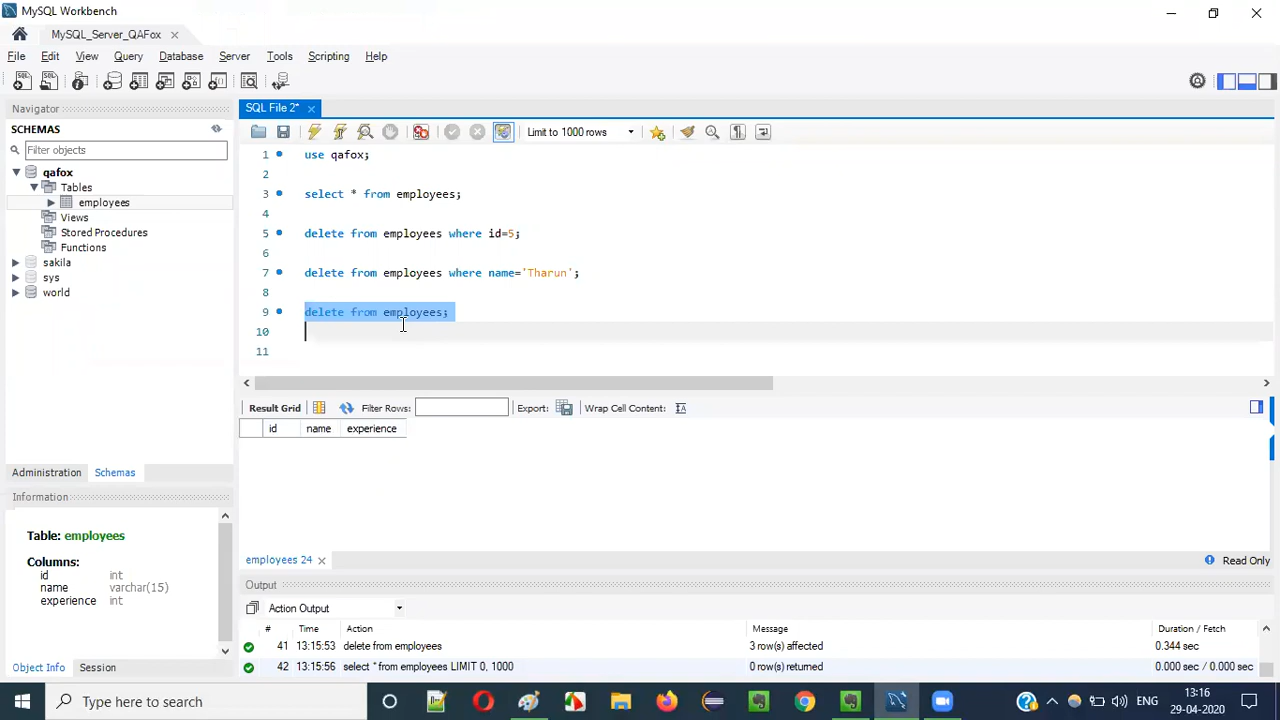 MySQL Workbench
MySQL_Server_QAFox
File Edit View Query Database Server Tools Scripting Help
Navigator
SCHEMAS
Filter objects
qafox
Tables
employees
Views
Stored Procedures
Functions
sakila
sys
world
Administration Schemas
Information
Table: employees
Columns:
id int
name varchar(15)
experience int
Object Info Session
SQL File 2*
Limit to 1000 rows
1 use qafox;
2
3 select * from employees;
4
5 delete from employees where id=5;
6
7 delete from employees where name='Tharun';
8
9 delete from employees;
10
11
Result Grid Filter Rows: Export: Wrap Cell Content:
id name experience
employees 24
Read Only
Output
Action Output
# Time Action Message Duration / Fetch
41 13:15:53 delete from employees 3 row(s) affected 0.344 sec
42 13:15:56 select * from employees LIMIT 0, 1000 0 row(s) returned 0.000 sec / 0.000 sec
Type here to search
ENG
13:16
29-04-2020